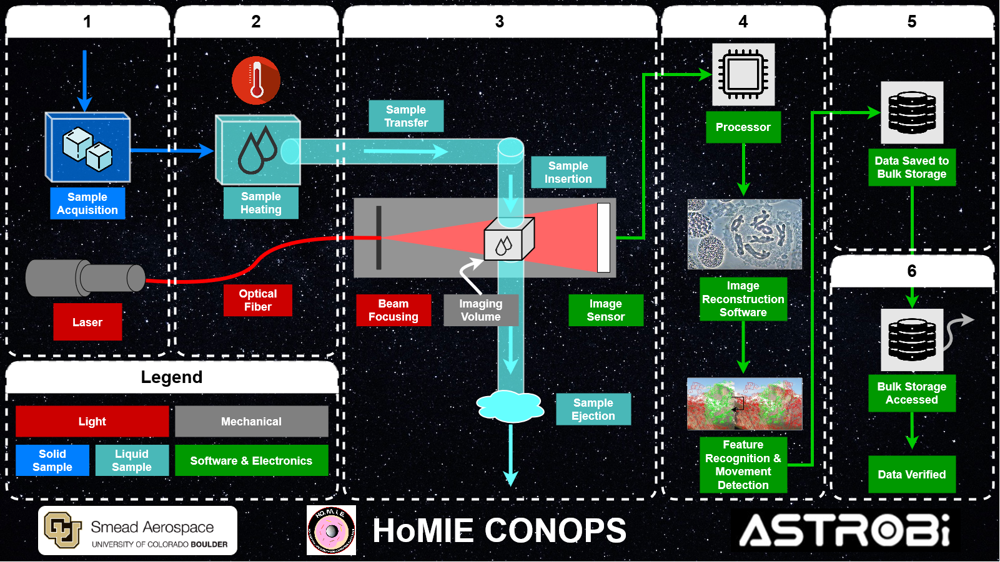 1
2
3
4
5
Sample
Acquisition
Laser
Sample
Heating
Optical
Fiber
Sample
Transfer
Sample
Insertion
Beam
Focusing
Imaging
Volume
Image
Sensor
Sample
Ejection
Processor
Image
Reconstruction
Software
Feature
Recognition &
Movement
Detection
Data Saved to
Bulk Storage
6
Bulk Storage
Accessed
Data Verified
Legend
Light
Mechanical
Solid
Sample
Liquid
Sample
Software & Electronics
CU
Smead Aerospace
UNIVERSITY OF COLORADO BOULDER
HO.M.I.E.
HoMIE CONOPS
ASTROBi